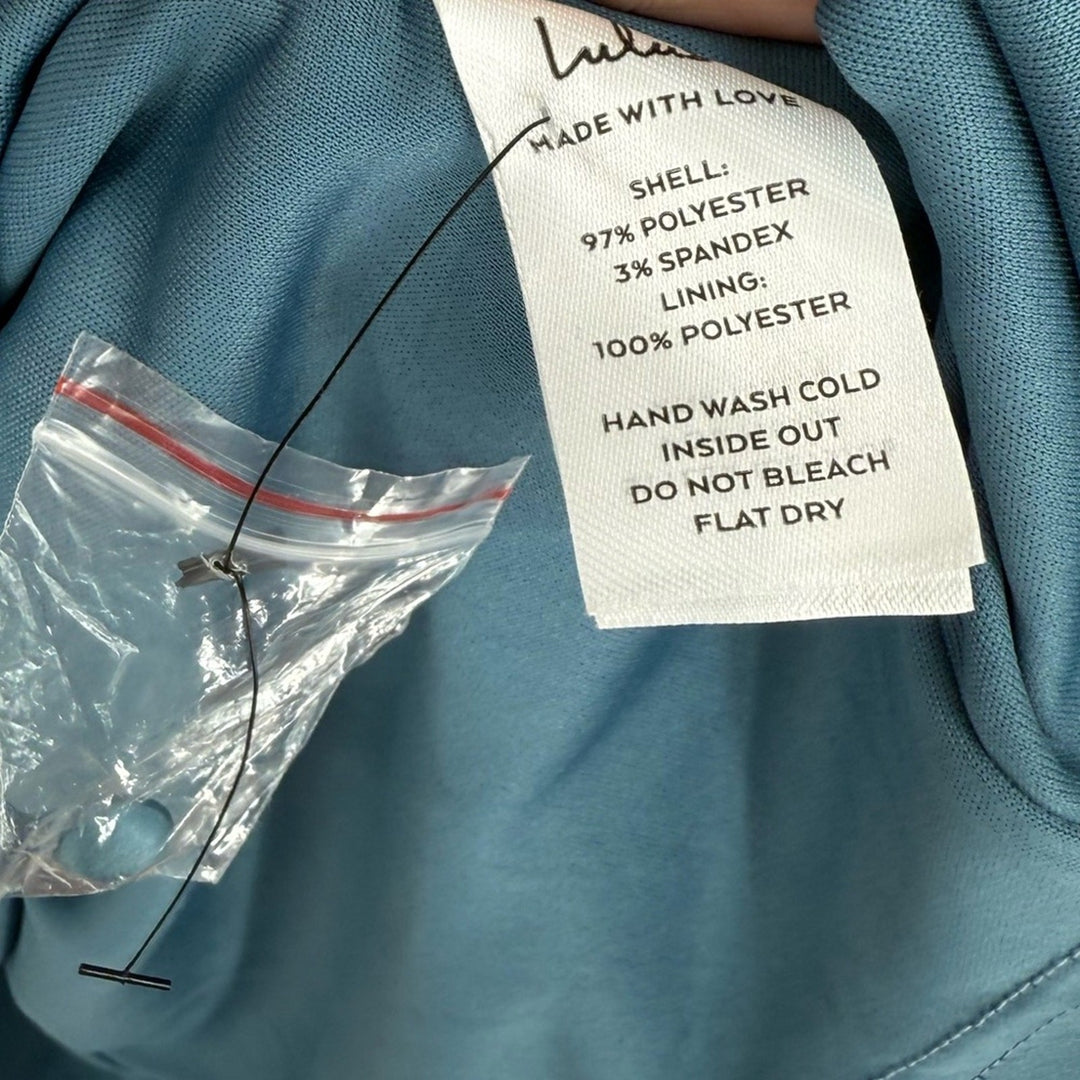 Lulus
MADE WITH LOVE
SHELL:
97% POLYESTER
3% SPANDEX
LINING:
100% POLYESTER
HAND WASH COLD
INSIDE OUT
DO NOT BLEACH
FLAT DRY